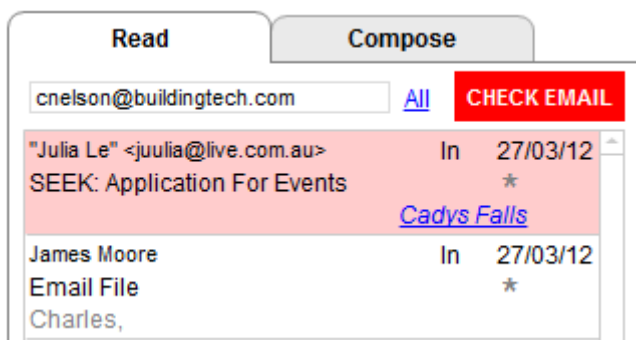 Read Compose
cnelson@buildingtech.com All CHECK EMAIL
"Julia Le" <juulia@live.com.au> In 27/03/12
SEEK: Application For Events *
Cadys Falls
James Moore In 27/03/12
Email File *
Charles,